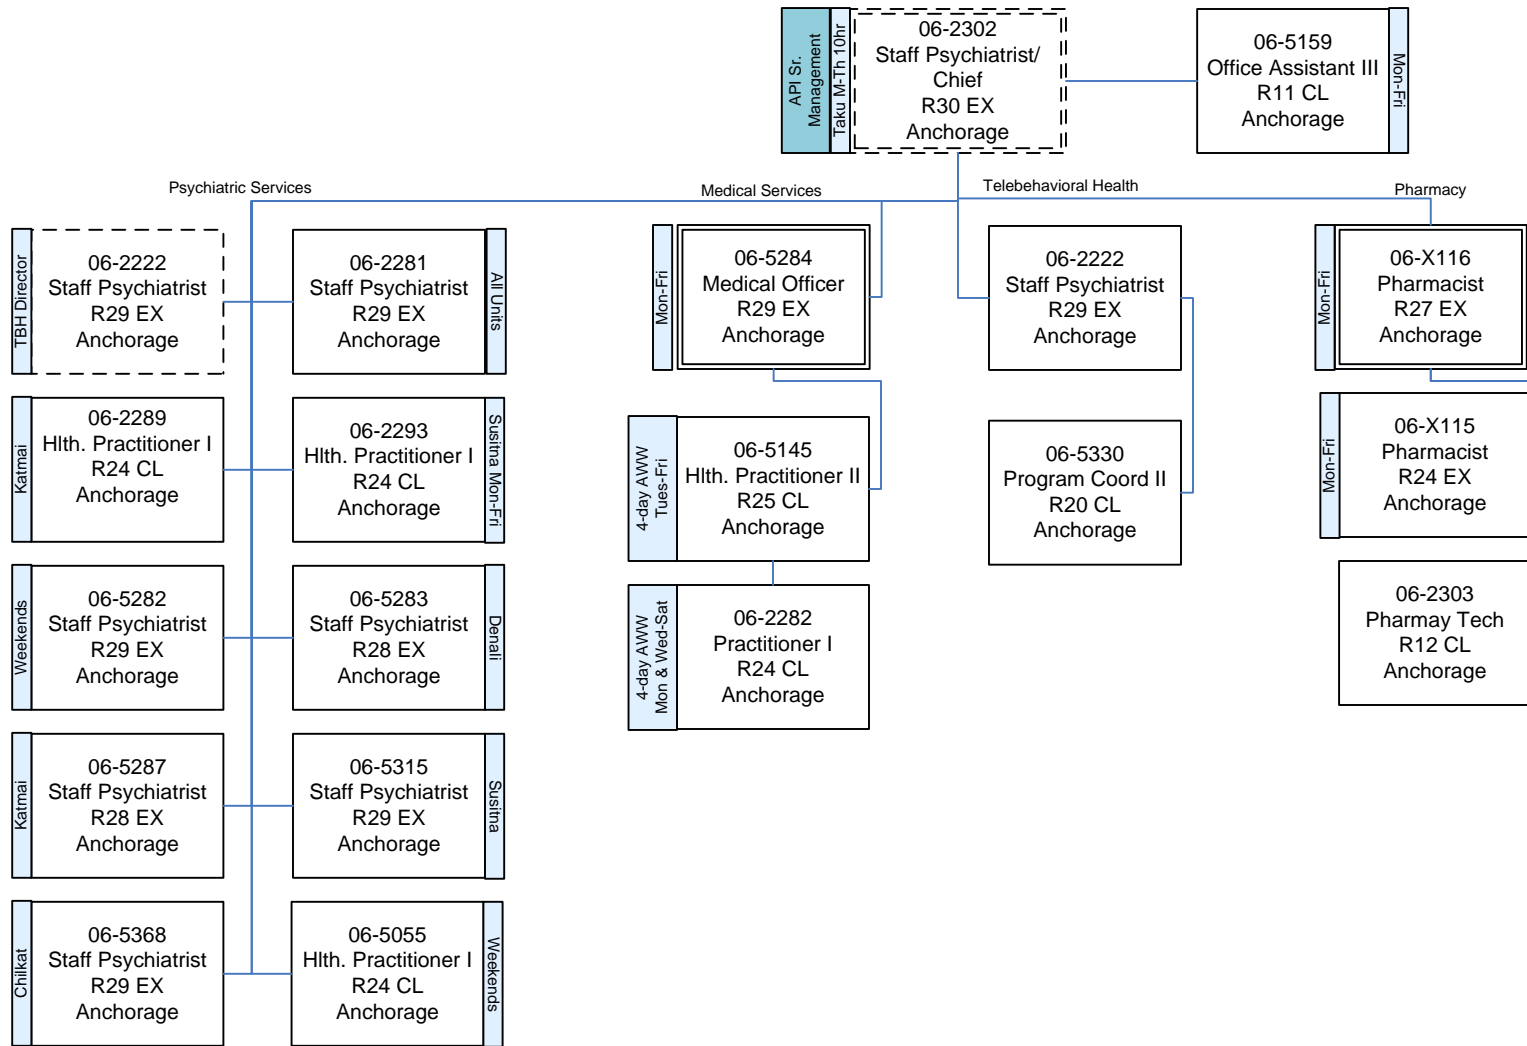 API Sr.
Management
Taku M-Th 10hr
06-2302
Staff Psychiatrist/
Chief
R30 EX
Anchorage
06-5159
Office Assistant III
R11 CL
Anchorage
Mon-Fri
Psychiatric Services
Medical Services
Telebehavioral Health
Pharmacy
TBH Director
06-2222
Staff Psychiatrist
R29 EX
Anchorage
06-2281
Staff Psychiatrist
R29 EX
Anchorage
All Units
Mon-Fri
06-5284
Medical Officer
R29 EX
Anchorage
06-2222
Staff Psychiatrist
R29 EX
Anchorage
Mon-Fri
06-X116
Pharmacist
R27 EX
Anchorage
Katmai
06-2289
Hlth. Practitioner I
R24 CL
Anchorage
06-2293
Hlth. Practitioner I
R24 CL
Anchorage
Susitna Mon-Fri
4-day AWW
Tues-Fri
06-5145
Hlth. Practitioner II
R25 CL
Anchorage
06-5330
Program Coord II
R20 CL
Anchorage
Mon-Fri
06-X115
Pharmacist
R24 EX
Anchorage
Weekends
06-5282
Staff Psychiatrist
R29 EX
Anchorage
06-5283
Staff Psychiatrist
R28 EX
Anchorage
Denali
4-day AWW
Mon & Wed-Sat
06-2282
Practitioner I
R24 CL
Anchorage
06-2303
Pharmay Tech
R12 CL
Anchorage
Katmai
06-5287
Staff Psychiatrist
R28 EX
Anchorage
06-5315
Staff Psychiatrist
R29 EX
Anchorage
Susitna
Chilkat
06-5368
Staff Psychiatrist
R29 EX
Anchorage
06-5055
Hlth. Practitioner I
R24 CL
Anchorage
Weekends